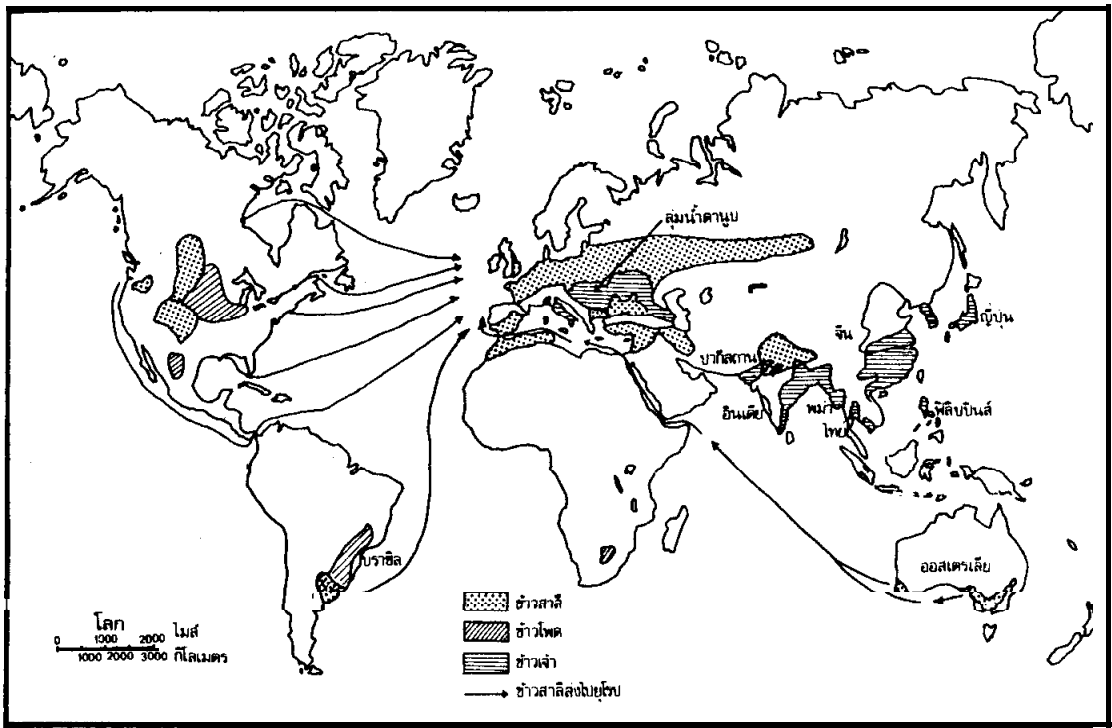 ลุ่มน้ำดานูบ
ญี่ปุ่น
จีน
ปากีสถาน
อินเดีย
พม่า
ไทย
ฟิลิปปินส์
บราซิล
ออสเตรเลีย
โลก
0 1000 2000 ไมล์
1000 2000 3000 กิโลเมตร
ข้าวสาลี
ข้าวโพด
ข้าวเจ้า
ข้าวสาลีส่งไปยุโรป